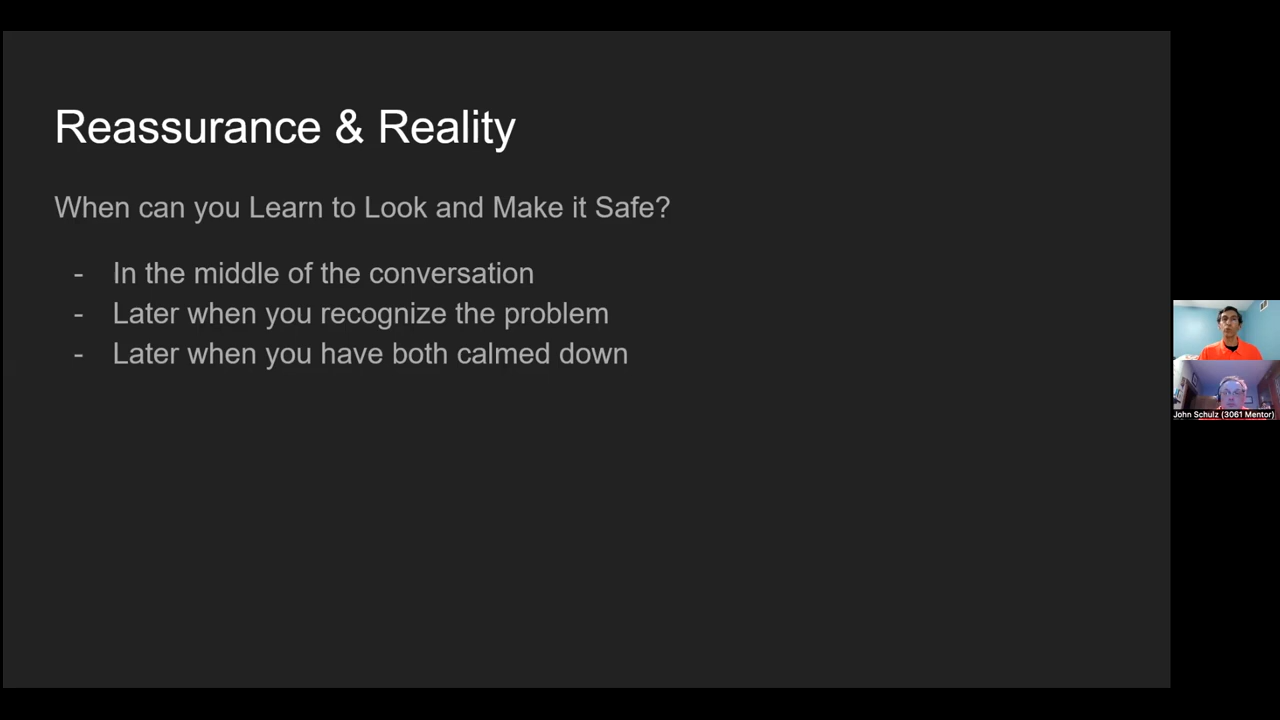 Reassurance & Reality
When can you Learn to Look and Make it Safe?
- In the middle of the conversation
- Later when you recognize the problem
- Later when you have both calmed down
John Schulz (3061 Mentor)